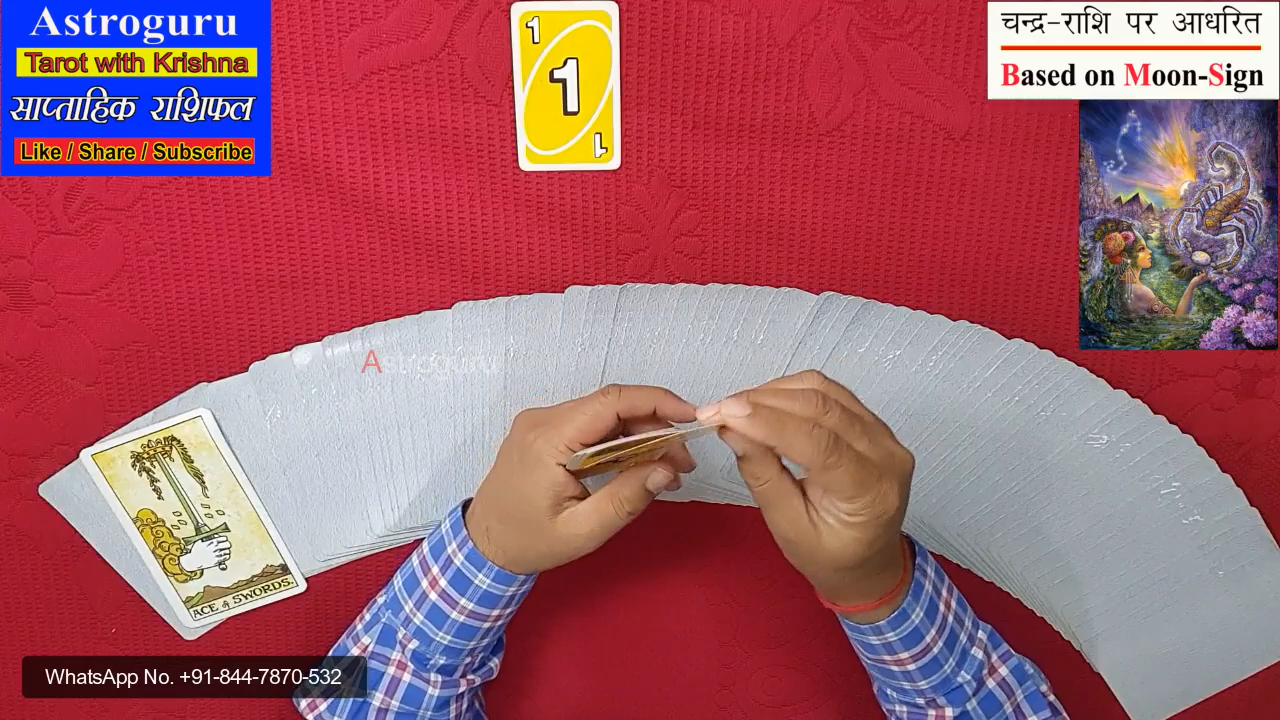 Astroguru
Tarot with Krishna
साप्ताहिक राशिफल
Like / Share / Subscribe
1
1
1
चन्द्र-राशि पर आधरित
Based on Moon-Sign
Astroguru
ACE of SWORDS.
WhatsApp No. +91-844-7870-532